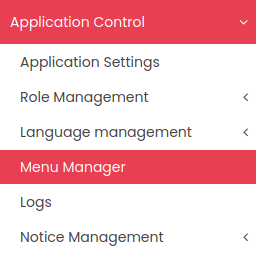 Application Control
Application Settings
Role Management
Language management
Menu Manager
Logs
Notice Management